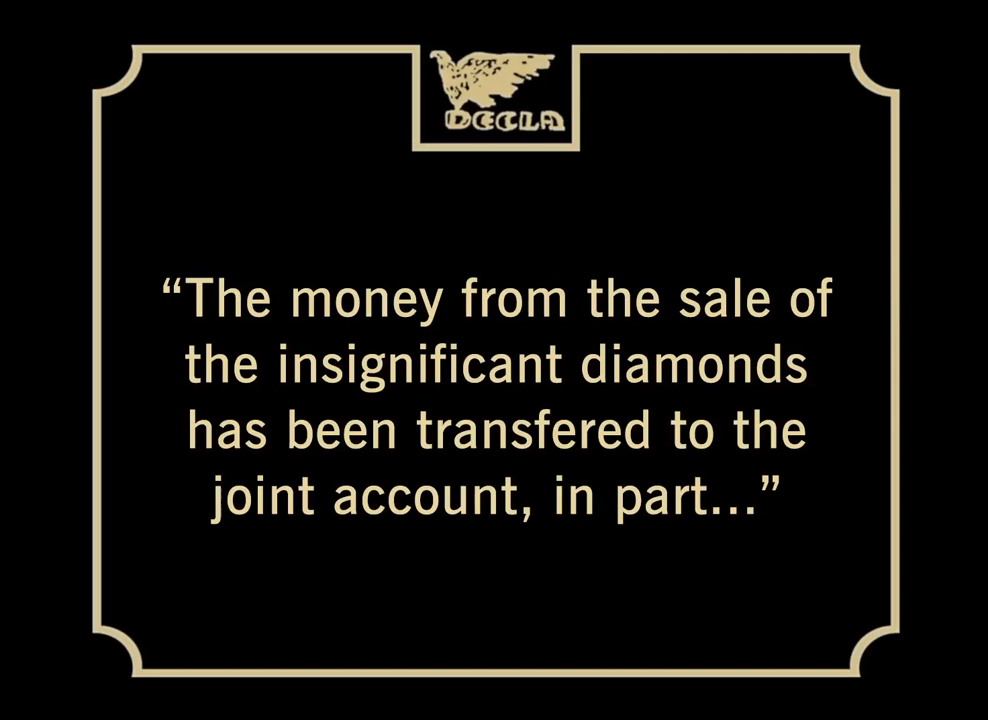 DECLA
“The money from the sale of
the insignificant diamonds
has been transfered to the
joint account, in part...”